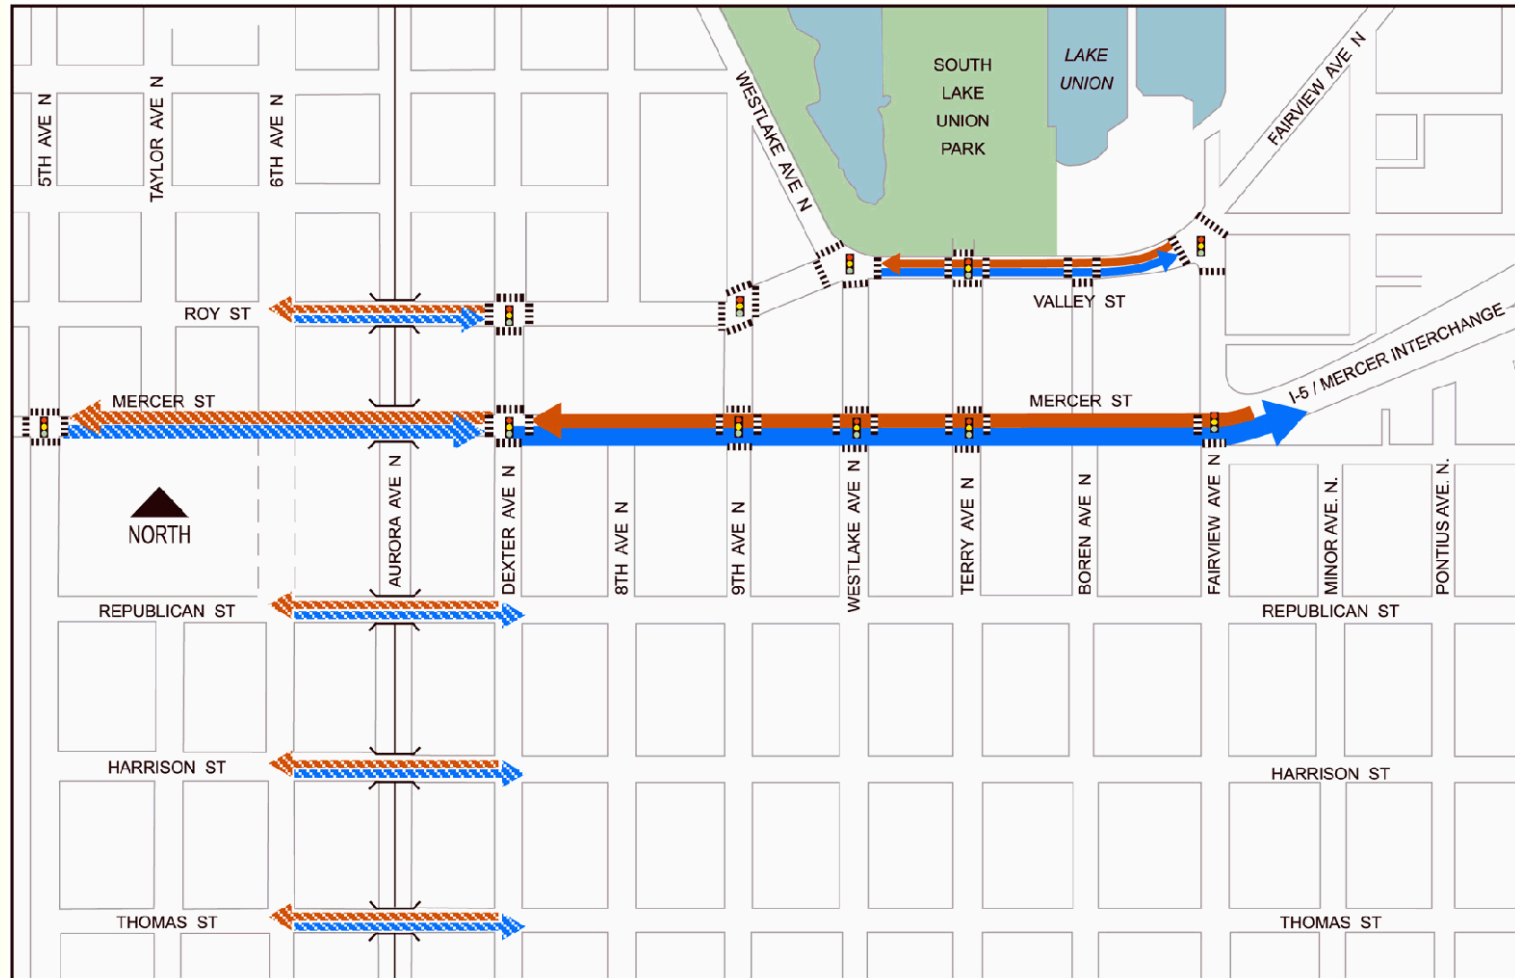 5TH AVE N
TAYLOR AVE N
6TH AVE N
WESTLAKE AVE N
SOUTH
LAKE
UNION
PARK
LAKE
UNION
FAIRVIEW AVE N
ROY ST
VALLEY ST
MERCER ST
MERCER ST
I-5 / MERCER INTERCHANGE
NORTH
AURORA AVE N
DEXTER AVE N
8TH AVE N
9TH AVE N
WESTLAKE AVE N
TERRY AVE N
BOREN AVE N
FAIRVIEW AVE N
MINOR AVE. N.
PONTIUS AVE. N.
REPUBLICAN ST
REPUBLICAN ST
HARRISON ST
HARRISON ST
THOMAS ST
THOMAS ST